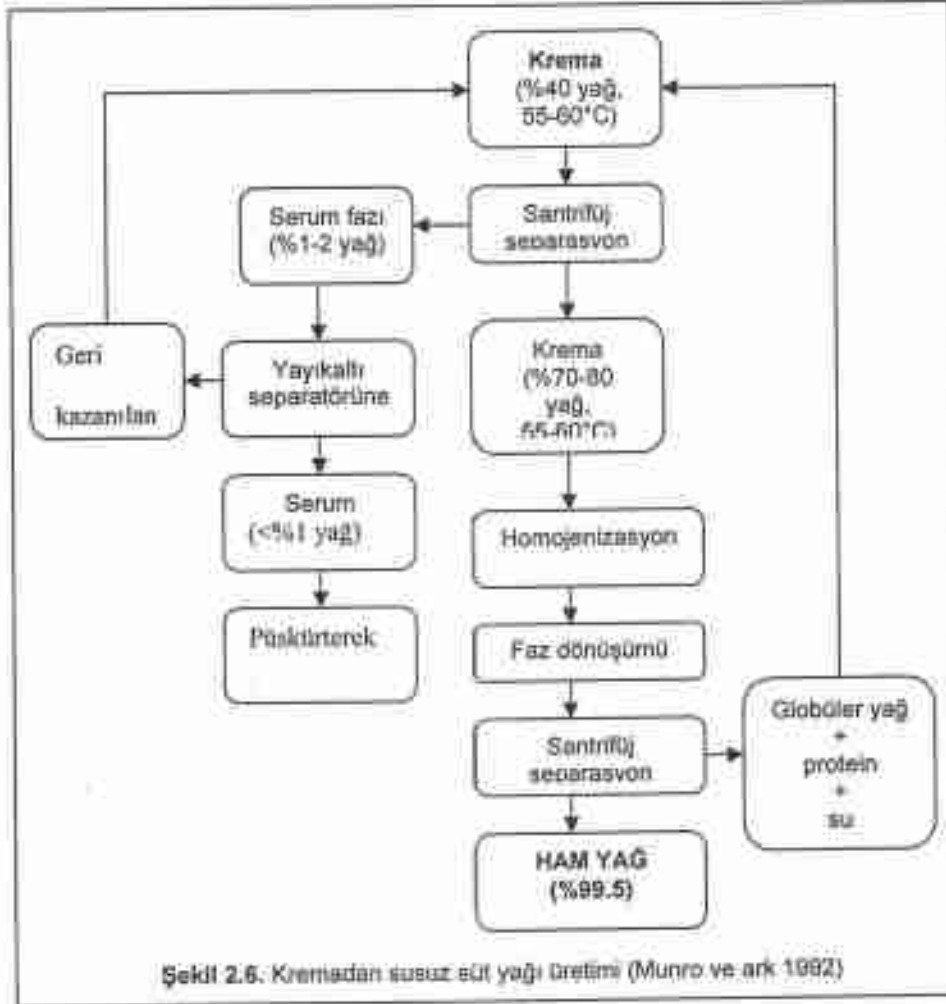 Krema
(%40 yağ,
55-60°C)
Santrifüj
separasyon
Serum fazı
(%1-2 yağ)
Krema
(%70-80
yağ,
55-60°C)
Yayıkaltı
separatörüne
Geri
kazanılan
Serum
(<%1 yağ)
Püskürterek
Homojenizasyon
Faz dönüşümü
Santrifüj
separasyon
Globüler yağ
+
protein
+
su
HAM YAĞ
(%99.5)
Şekil 2.6. Kremadan susuz süt yağı üretimi (Munro ve ark 1992)